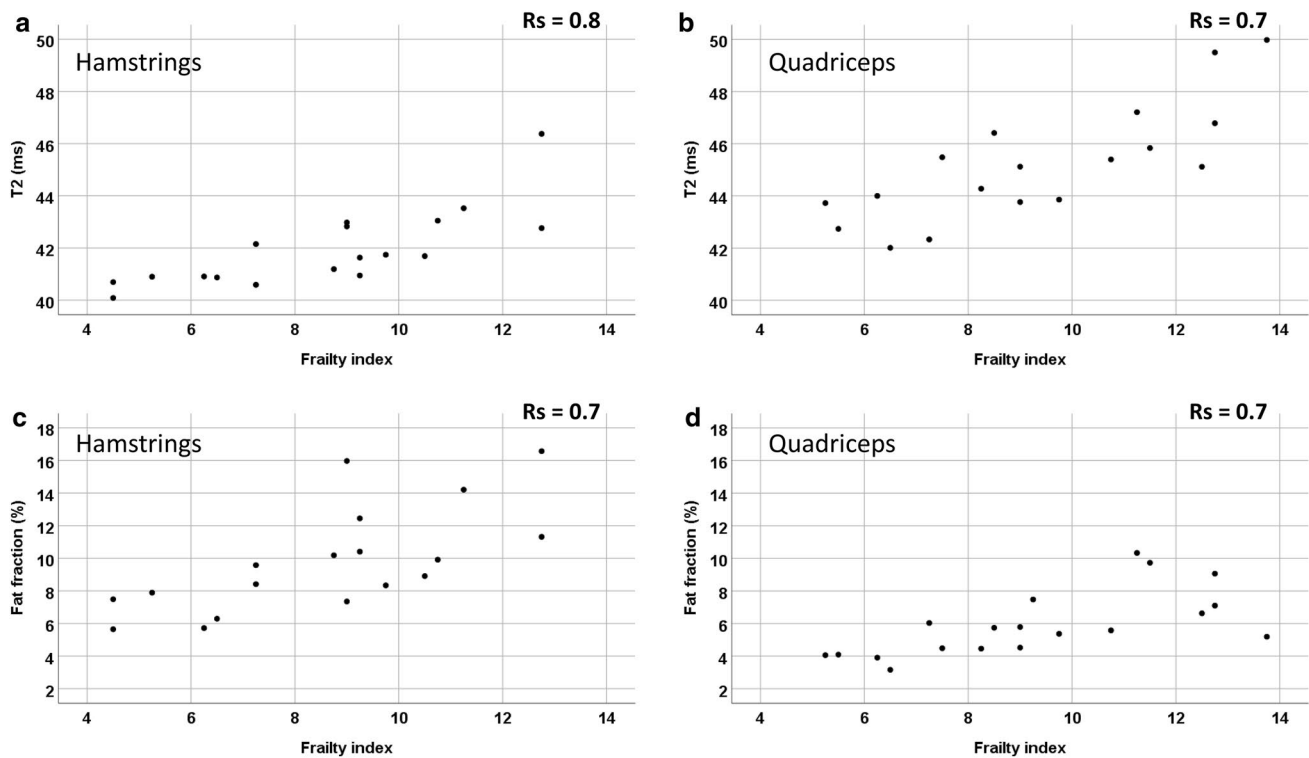 a
Rs = 0.8
Hamstrings
50
48
46
44
42
40
T2 (ms)
4 6 8 10 12 14
Frailty index
b
Rs = 0.7
Quadriceps
50
48
46
44
42
40
T2 (ms)
4 6 8 10 12 14
Frailty index
c
Rs = 0.7
Hamstrings
18
16
14
12
10
8
6
4
2
Fat fraction (%)
4 6 8 10 12 14
Frailty index
d
Rs = 0.7
Quadriceps
18
16
14
12
10
8
6
4
2
Fat fraction (%)
4 6 8 10 12 14
Frailty index